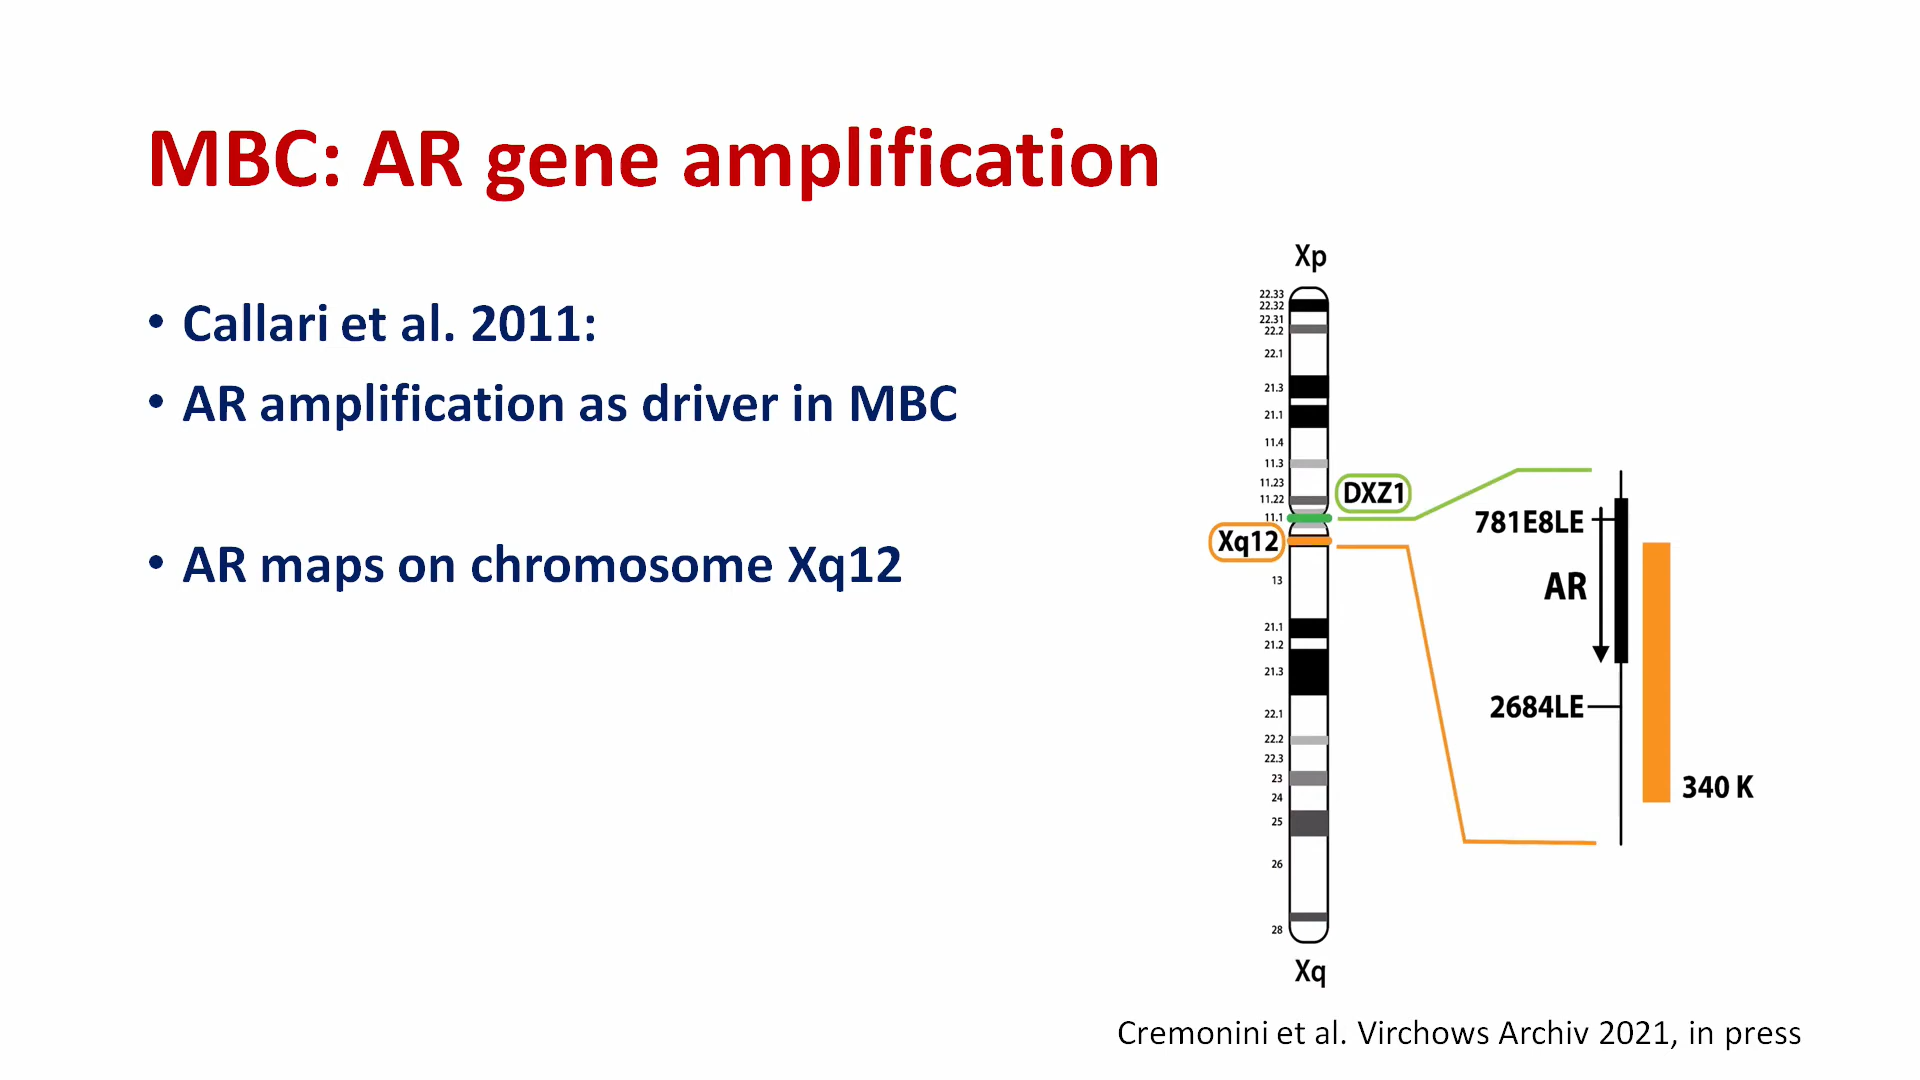 MBC: AR gene amplification
• Callari et al. 2011:
• AR amplification as driver in MBC
• AR maps on chromosome Xq12
Xp
22.33
22.32
22.31
22.2
22.1
21.3
21.1
11.4
11.3
11.23
11.22
11.1
DXZ1
Xq12
13
21.1
21.2
21.3
22.1
22.2
22.3
23
24
25
26
28
Xq
781E8LE
AR
2684LE
340 K
Cremonini et al. Virchows Archiv 2021, in press